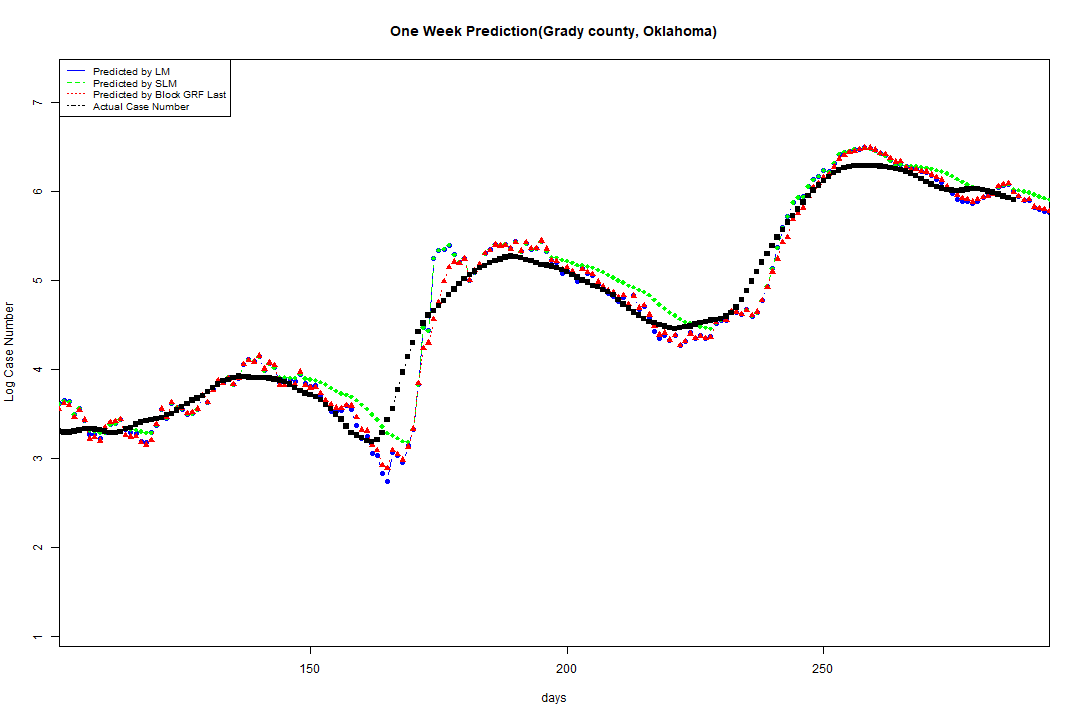 One Week Prediction(Grady county, Oklahoma)
Predicted by LM
Predicted by SLM
Predicted by Block GRF Last
Actual Case Number
7
6
5
4
3
2
1
Log Case Number
150
200
250
days